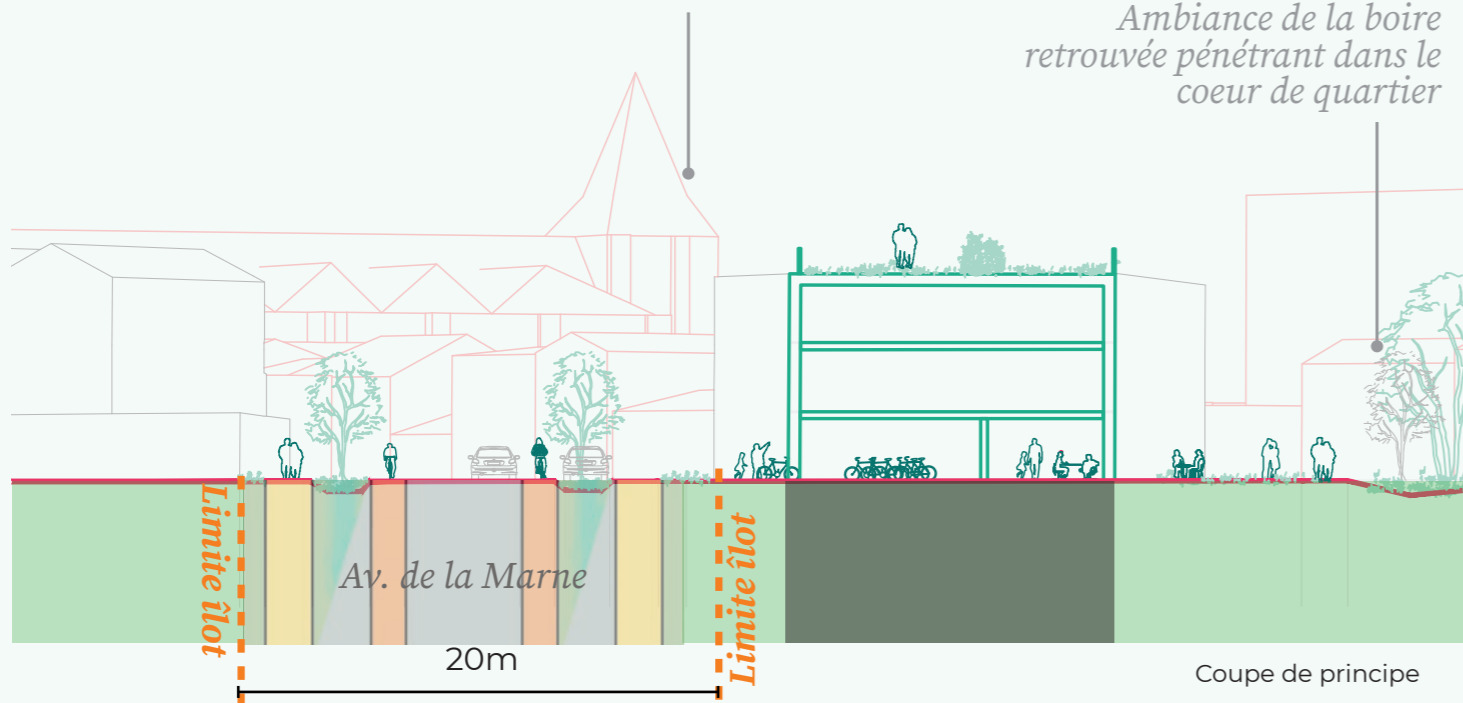 Ambiance de la boire
retrouvée pénétrant dans le
coeur de quartier
Limite îlot
Av. de la Marne
Limite îlot
20m
Coupe de principe